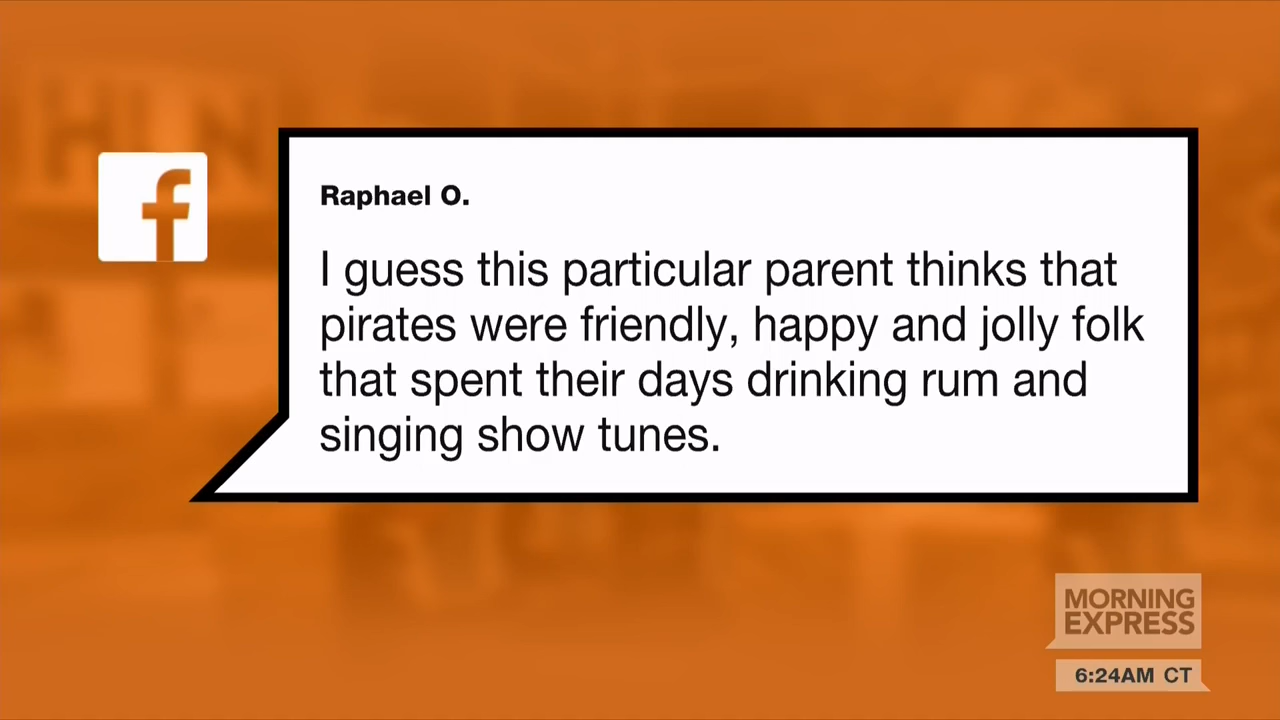 HLN
f
Raphael O.
I guess this particular parent thinks that
pirates were friendly, happy and jolly folk
that spent their days drinking rum and
singing show tunes.
MORNING
EXPRESS
6:24AM CT